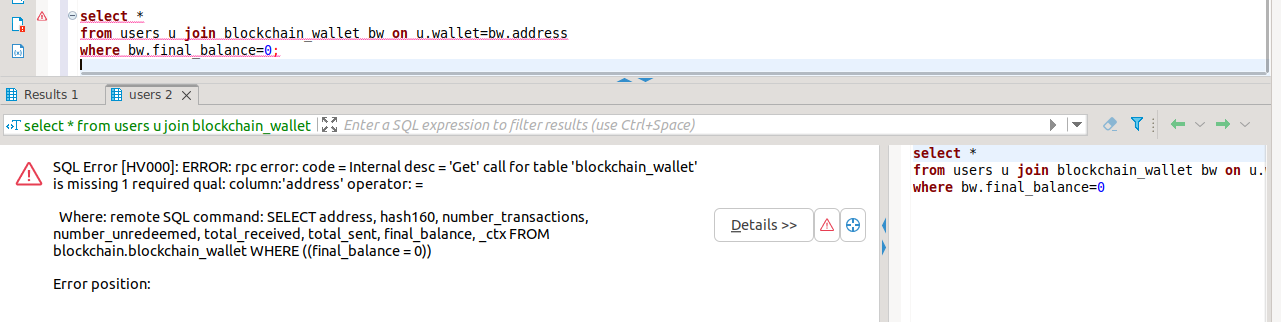 select *
from users u join blockchain_wallet bw on u.wallet=bw.address
where bw.final_balance=0;
Results 1
users 2
select * from users u join blockchain_wallet
Enter a SQL expression to filter results (use Ctrl+Space)
SQL Error [HV000]: ERROR: rpc error: code = Internal desc = 'Get' call for table 'blockchain_wallet'
is missing 1 required qual: column:'address' operator: =
Where: remote SQL command: SELECT address, hash160, number_transactions,
number_unredeemed, total_received, total_sent, final_balance, _ctx FROM
blockchain.blockchain_wallet WHERE ((final_balance = 0))
Error position:
Details >>
select *
from users u join blockchain_wallet bw on u.
where bw.final_balance=0